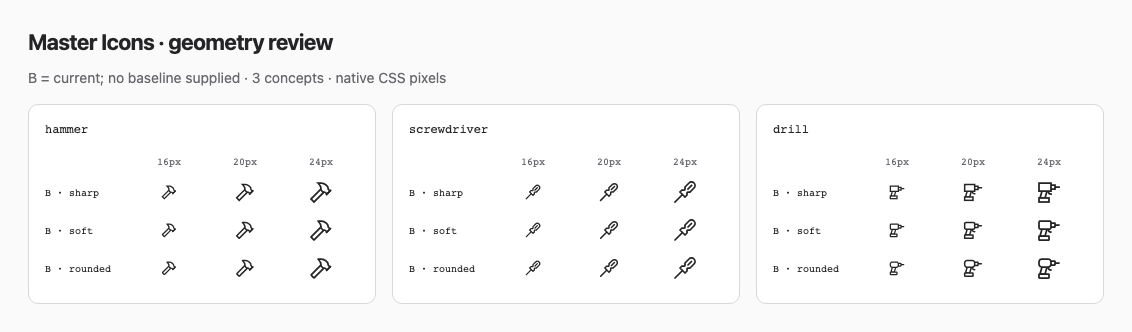 Master Icons · geometry review
B = current; no baseline supplied · 3 concepts · native CSS pixels
hammer
16px 20px 24px
B · sharp
B · soft
B · rounded
screwdriver
16px 20px 24px
B · sharp
B · soft
B · rounded
drill
16px 20px 24px
B · sharp
B · soft
B · rounded